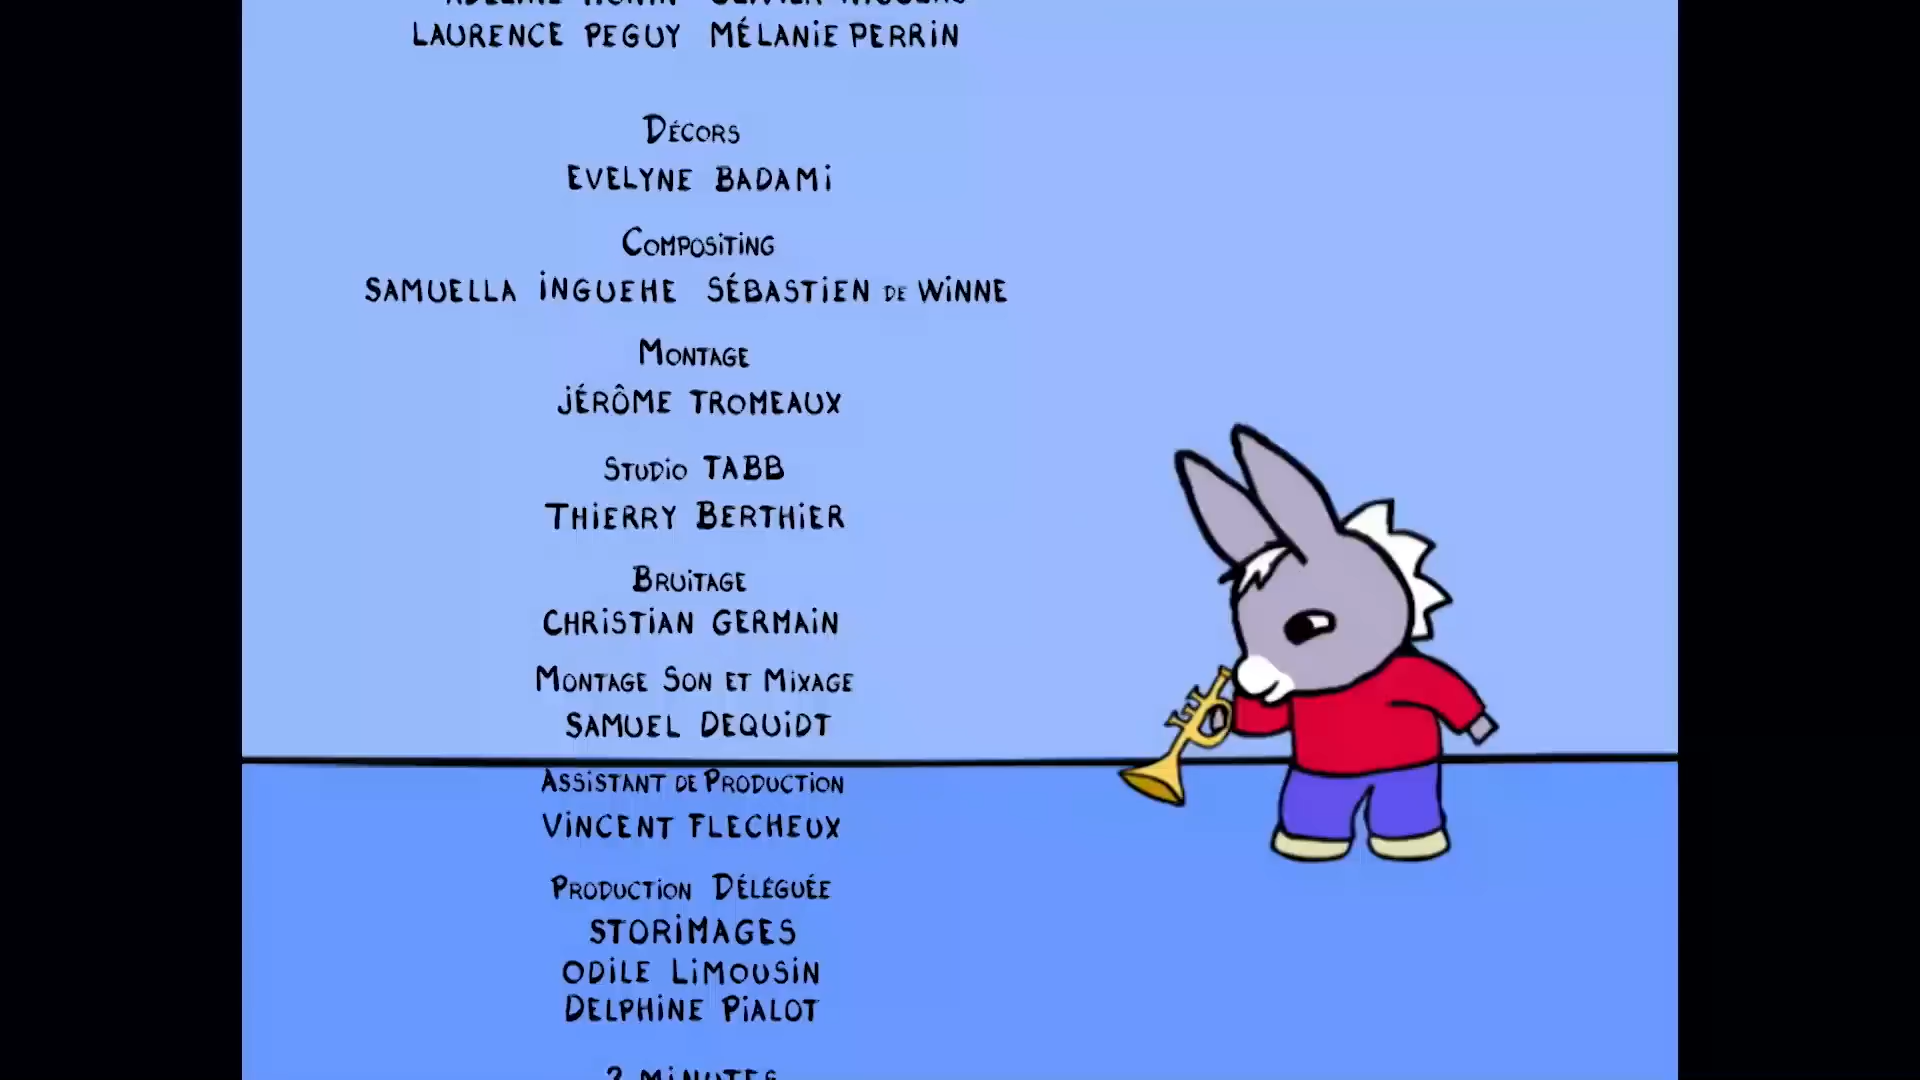 LAURENCE PEGUY MÉLANiE PERRiN
DÉCORS
EVELYNE BADAMi
COMPOSiTiNG
SAMUELLA iNGUEHE SÉBASTiEN DE WiNNE
MONTAGE
JÉRÔME TROMEAUX
STUDiO TABB
THiERRY BERTHiER
BRUiTAGE
CHRiSTiAN GERMAiN
MONTAGE SON ET MiXAGE
SAMUEL DEQUiDT
ASSiSTANT DE PRODUCTiON
ViNCENT FLECHEUX
PRODUCTiON DÉLÉGUÉE
STORiMAGES
ODiLE LiMOUSiN
DELPHiNE PiALOT
2 MiNUTES